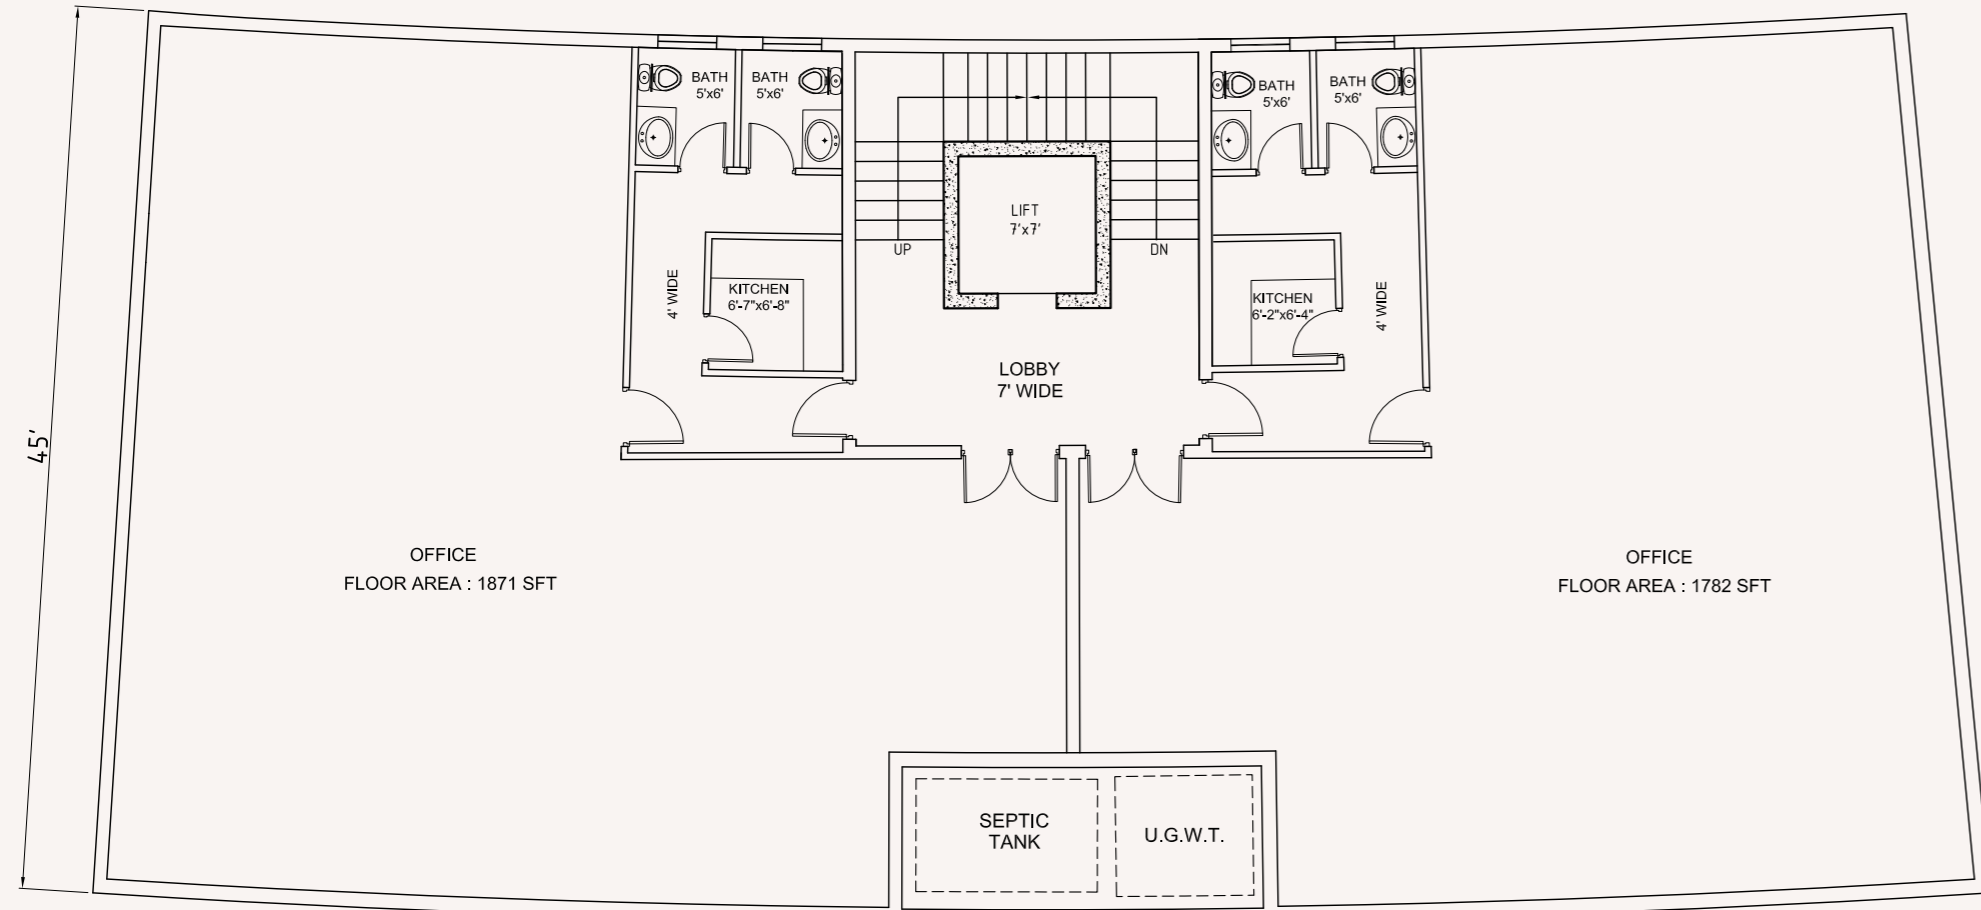 BATH
5'x6'
BATH
5'x6'
BATH
5'x6'
BATH
5'x6'
LIFT
7'x7'
UP
DN
4' WIDE
KITCHEN
6'-7"x6'-8"
KITCHEN
6'-2"x6'-4"
4' WIDE
LOBBY
7' WIDE
45'
OFFICE
FLOOR AREA : 1871 SFT
OFFICE
FLOOR AREA : 1782 SFT
SEPTIC
TANK
U.G.W.T.